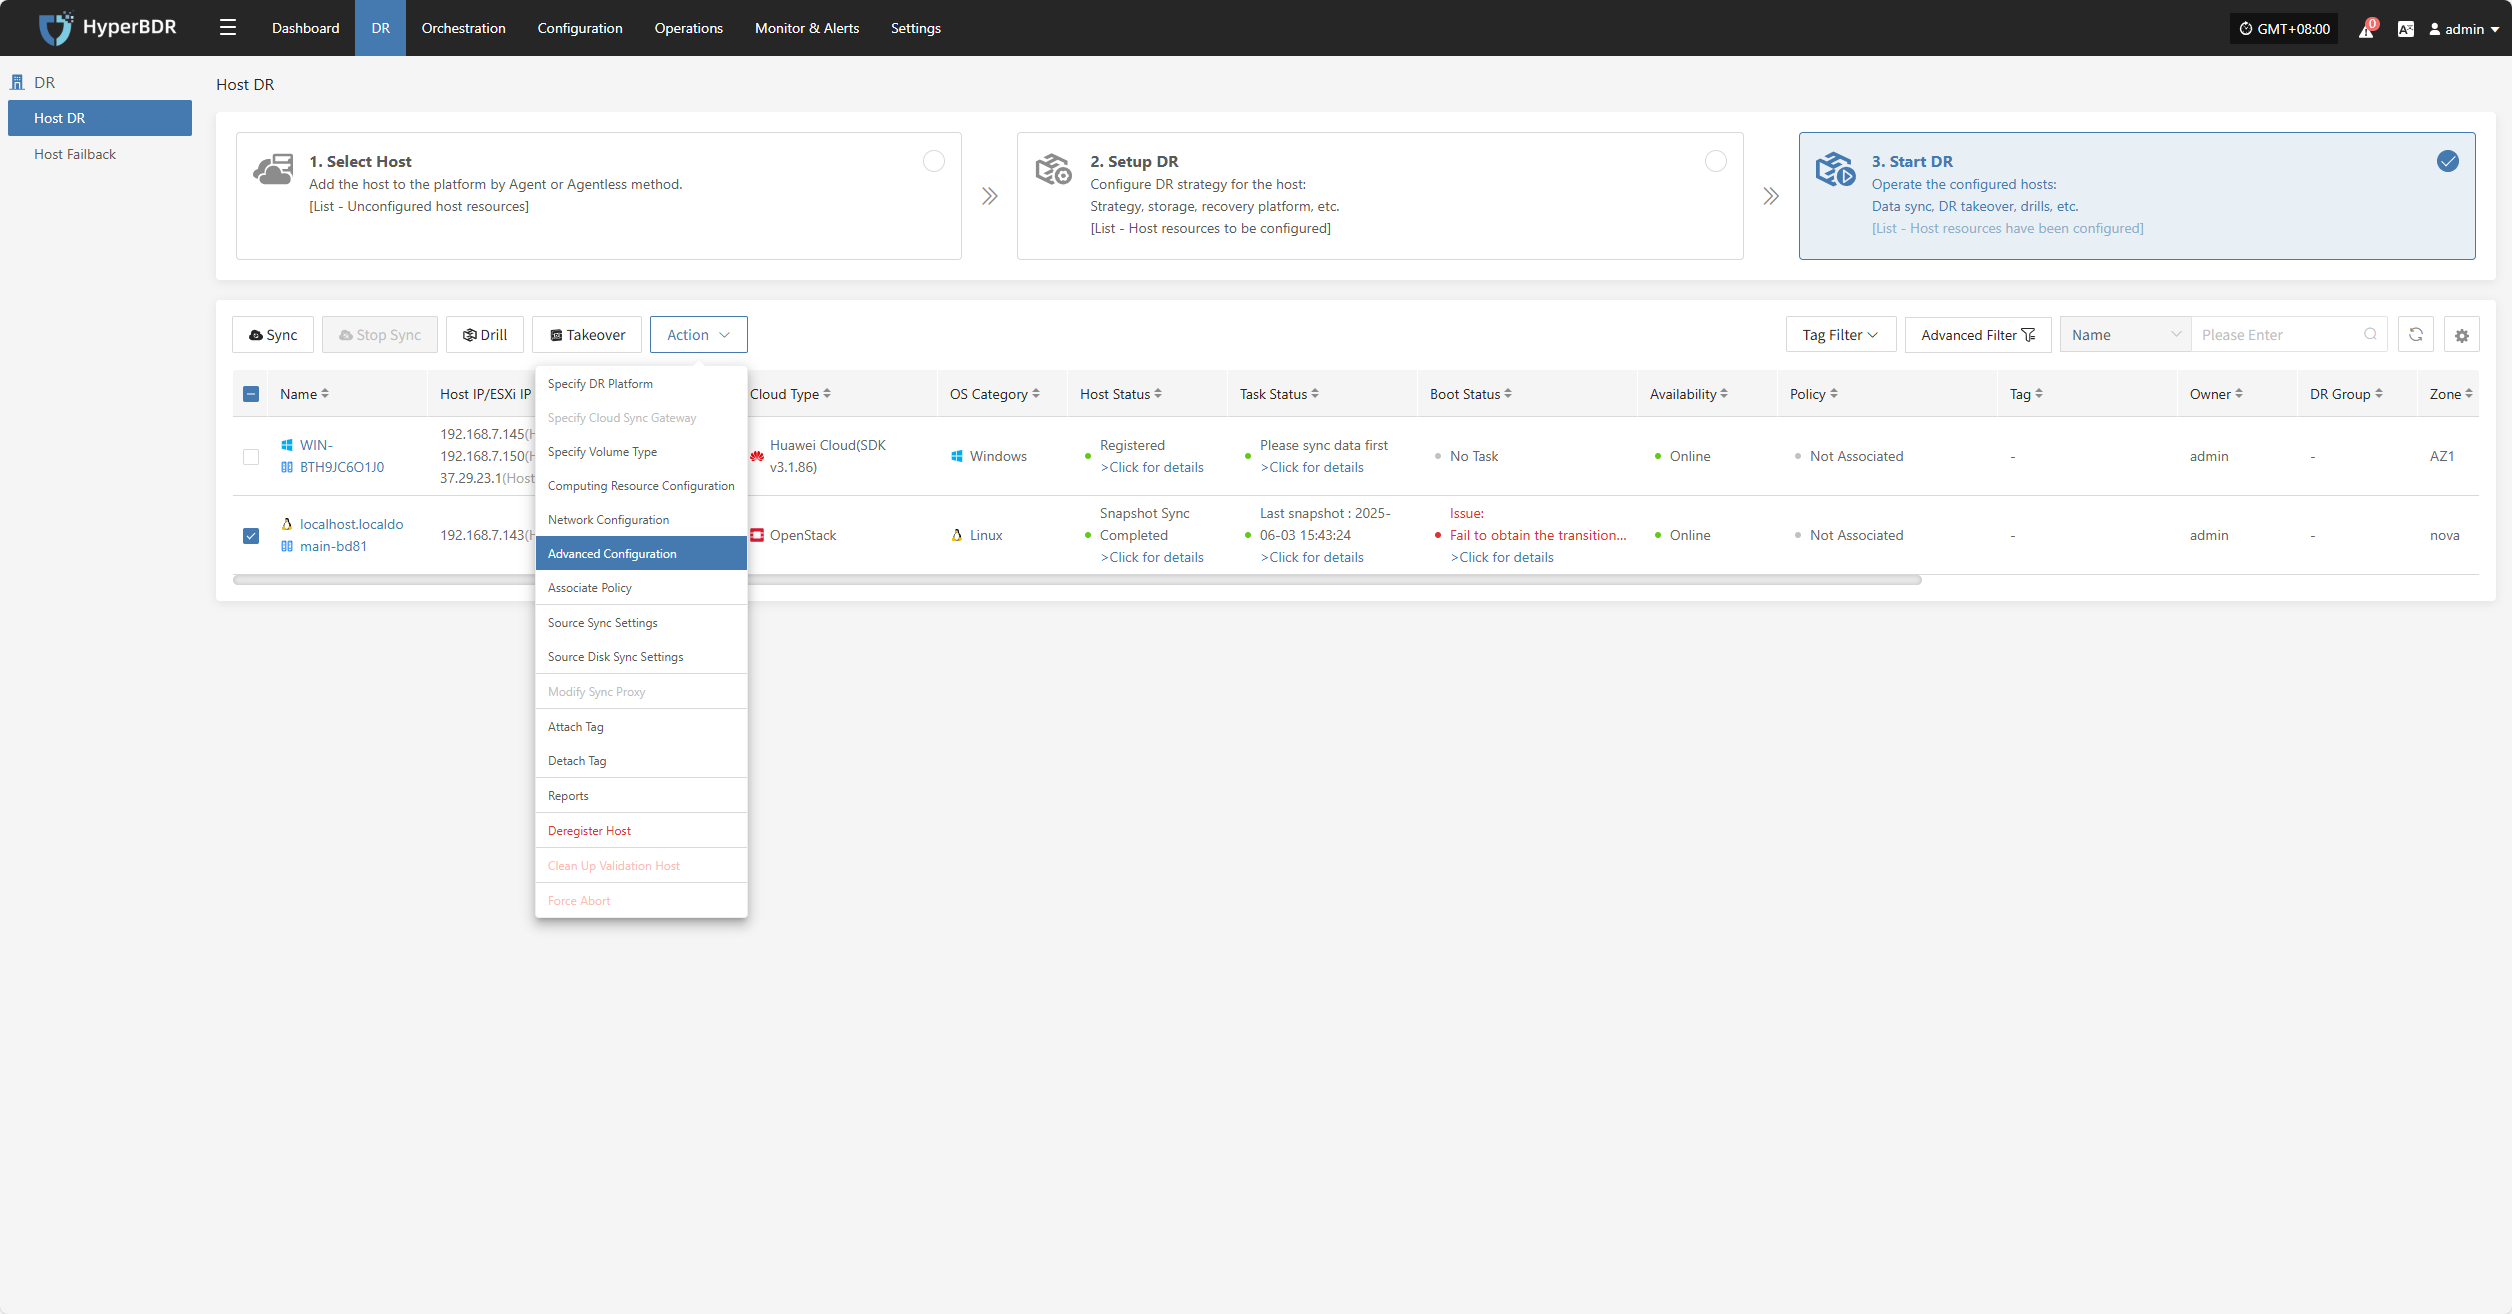 HyperBDR
Dashboard
DR
Orchestration
Configuration
Operations
Monitor & Alerts
Settings
GMT+08:00
0
admin
DR
Host DR
Host Failback
Host DR
1. Select Host
Add the host to the platform by Agent or Agentless method.
[List - Unconfigured host resources]
2. Setup DR
Configure DR strategy for the host:
Strategy, storage, recovery platform, etc.
[List - Host resources to be configured]
3. Start DR
Operate the configured hosts:
Data sync, DR takeover, drills, etc.
[List - Host resources have been configured]
Sync
Stop Sync
Drill
Takeover
Action
Tag Filter
Advanced Filter
Name
Please Enter
Name
Host IP/ESXi IP
Cloud Type
OS Category
Host Status
Task Status
Boot Status
Availability
Policy
Tag
Owner
DR Group
Zone
WIN-
BTH9JC6O1J0
192.168.7.145(H
192.168.7.150(H
37.29.23.1(Host
Huawei Cloud(SDK
v3.1.86)
Windows
Registered
>Click for details
Please sync data first
>Click for details
No Task
Online
Not Associated
-
admin
-
AZ1
localhost.localdo
main-bd81
192.168.7.143(H
OpenStack
Linux
Snapshot Sync
Completed
>Click for details
Last snapshot : 2025-
06-03 15:43:24
>Click for details
Issue:
Fail to obtain the transition...
>Click for details
Online
Not Associated
-
admin
-
nova
Specify DR Platform
Specify Cloud Sync Gateway
Specify Volume Type
Computing Resource Configuration
Network Configuration
Advanced Configuration
Associate Policy
Source Sync Settings
Source Disk Sync Settings
Modify Sync Proxy
Attach Tag
Detach Tag
Reports
Deregister Host
Clean Up Validation Host
Force Abort